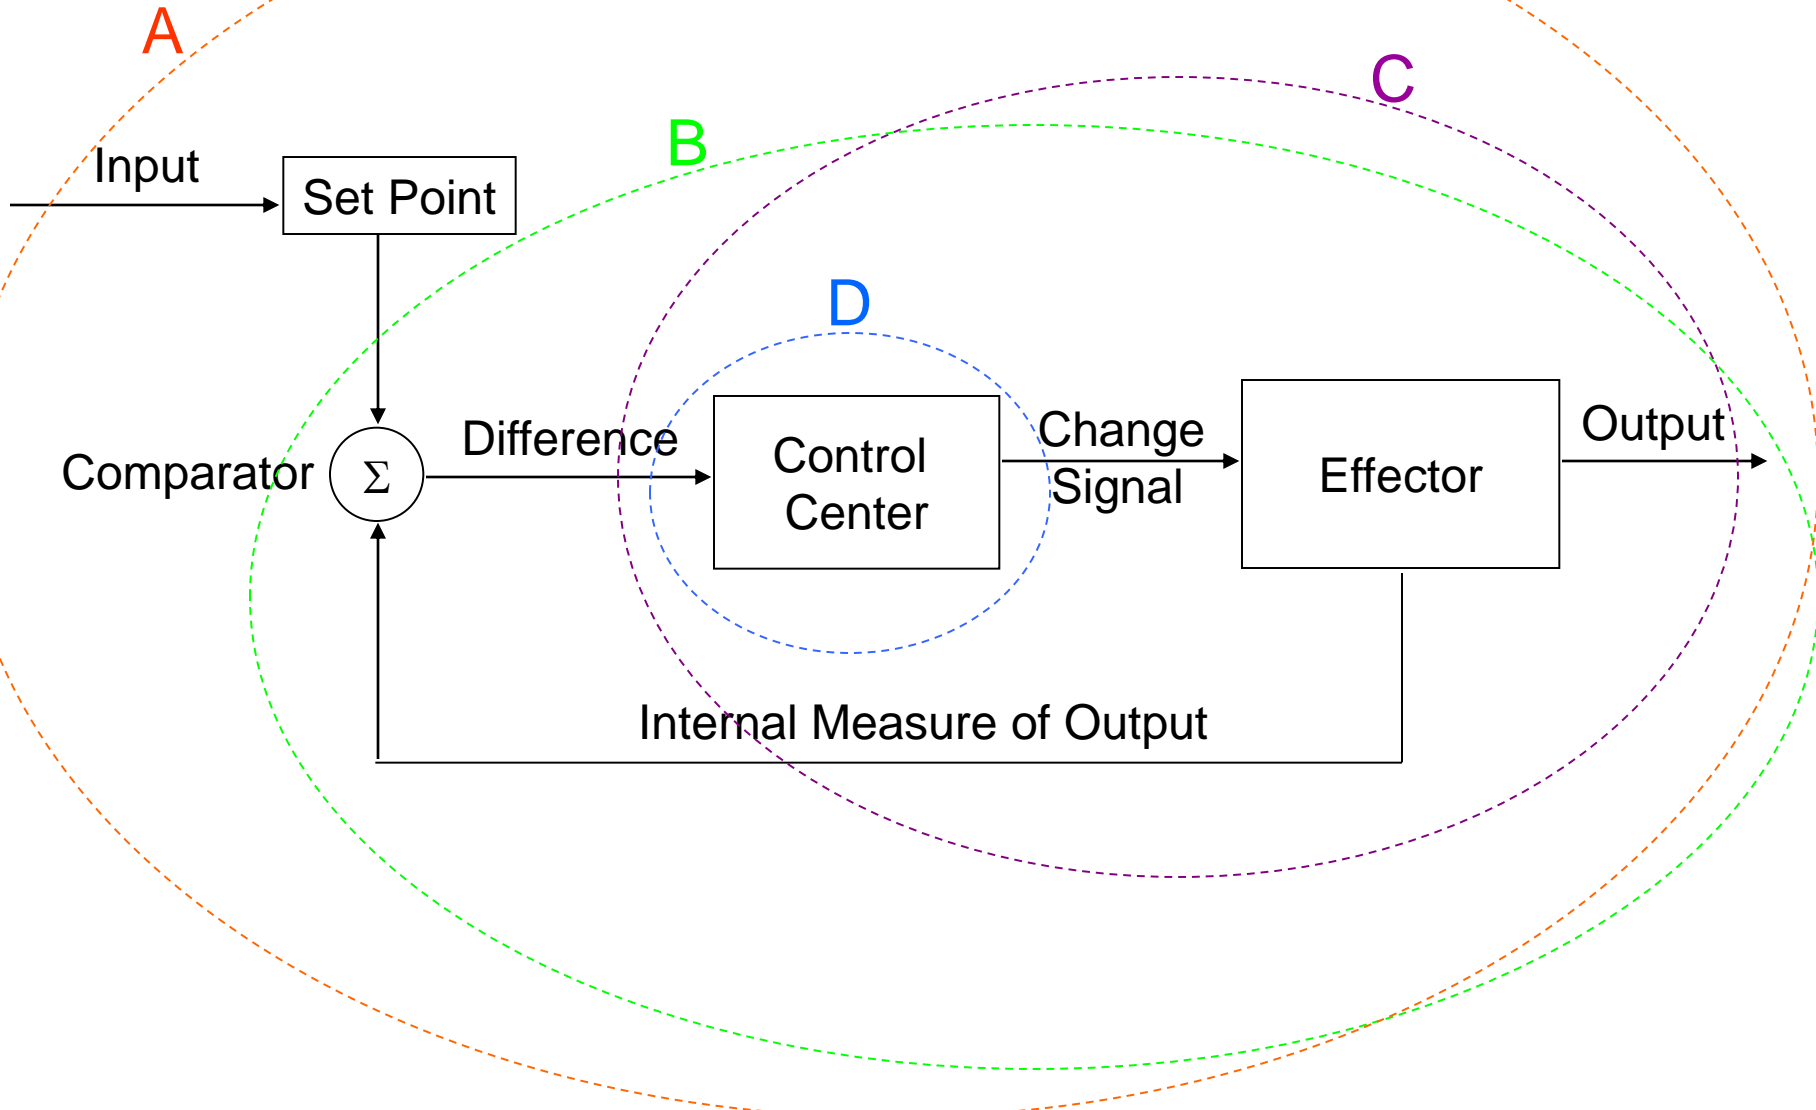 A
C
B
Input
Set Point
D
Comparator
Σ
Difference
Control
Center
Change
Signal
Effector
Output
Internal Measure of Output